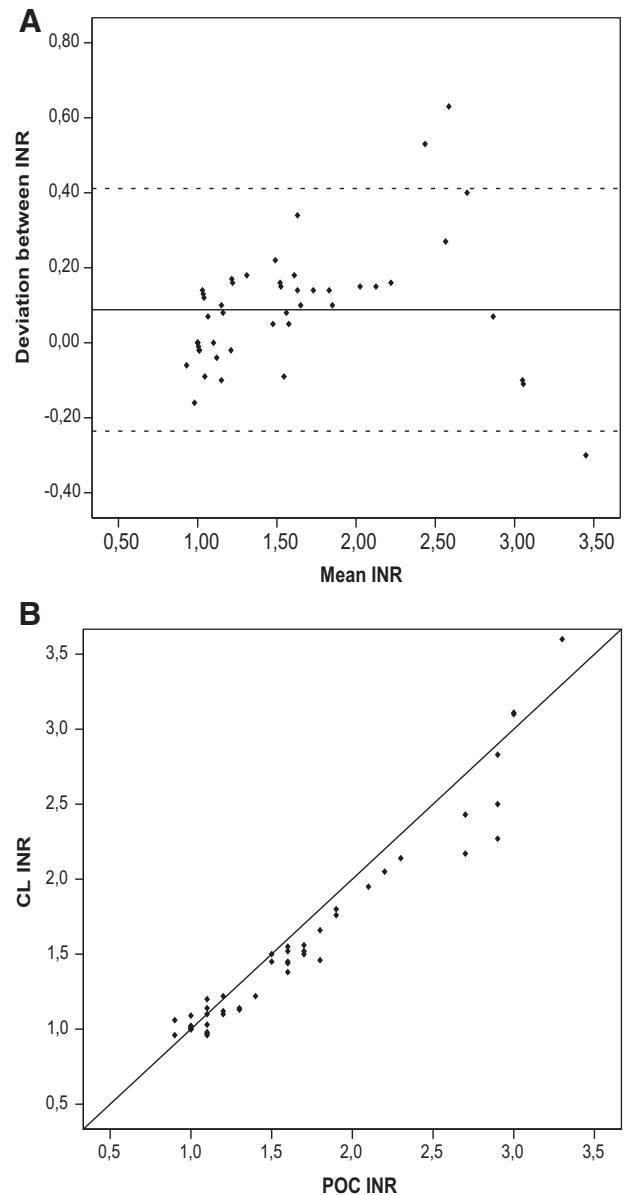 A
0,80
0,60
0,40
0,20
0,00
-0,20
-0,40
Deviation between INR
0,50 1,00 1,50 2,00 2,50 3,00 3,50
Mean INR
B
3,5
3,0
2,5
2,0
1,5
1,0
0,5
CL INR
0,5 1,0 1,5 2,0 2,5 3,0 3,5
POC INR